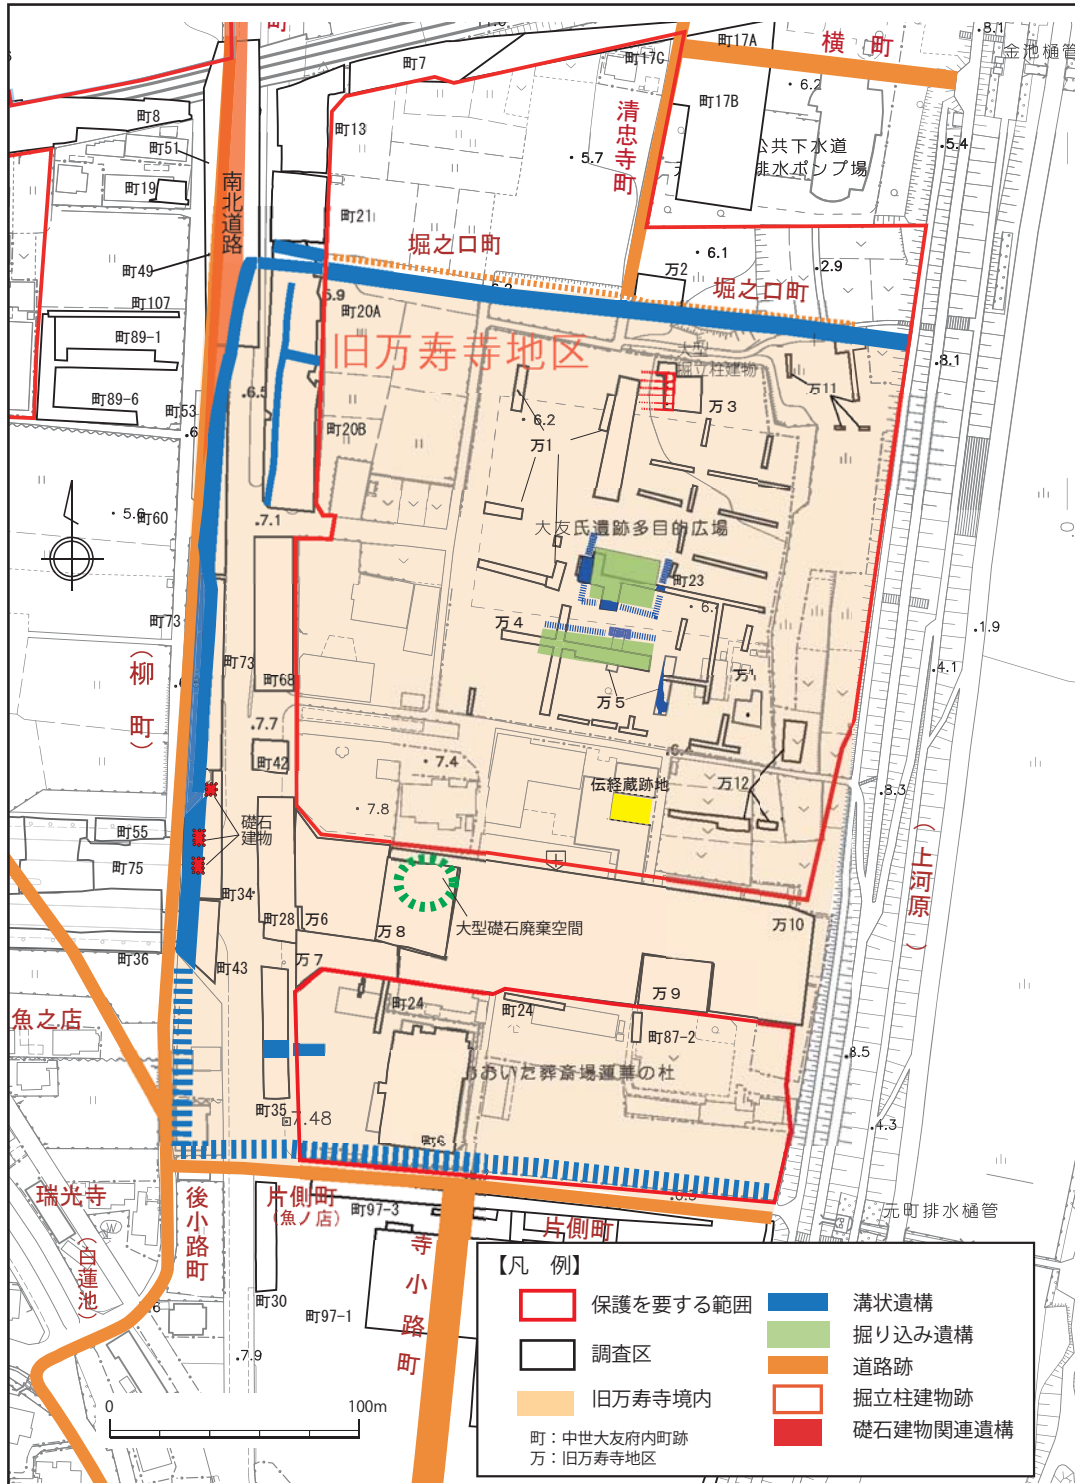 町
8.1
金池樋管
町17A
横町
町7
町17C
6.2
町17B
町8
町13
清忠寺町
5.7
公共下水道
排水ポンプ場
5.4
町51
町19
南北道路
町21
堀之口町
6.1
万2
2.9
堀之口町
町49
町107
6.9
町20A
町89-1
旧万寿寺地区
大型
掘立柱建物
8.1
町89-6
6.5
万11
町53
万3
町20B
6.2
万1
5.6
町60
7.1
大友氏遺跡多目的広場
町23
町73
万4
1.9
(柳町)
町73
町68
万5
万1
4.1
7.7
町42
7.4
伝経蔵跡地
万12
7.8
8.3
礎石
建物
町55
町75
(上河原)
町34
町28
万6
万8
大型礎石廃棄空間
万10
町36
町43
万7
万9
魚之店
町24
町24
町87-2
おおいた葬斎場蓮華の杜
8.5
町35
7.48
4.3
瑞光寺
後小路町
片側町
(魚ノ店)
町97-3
片側町
元町排水樋管
(白蓮池)
寺小路町
町30
町97-1
7.9
0
100m
【凡 例】
保護を要する範囲
調査区
旧万寿寺境内
町：中世大友府内町跡
万：旧万寿寺地区
溝状遺構
掘り込み遺構
道路跡
掘立柱建物跡
礎石建物関連遺構